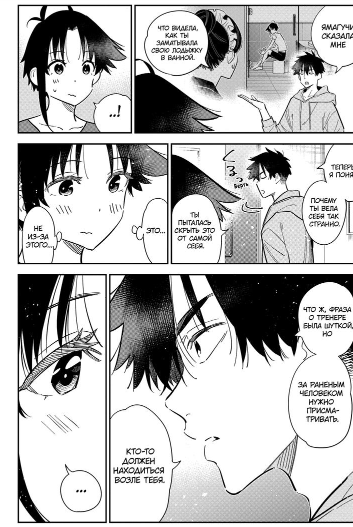 ЯМАГУЧИ
СКАЗАЛА
МНЕ
ЧТО ВИДЕЛА,
КАК ТЫ
ЗАМАТЫВАЛА
СВОЮ ЛОДЫЖКУ
В ВАННОЙ.
..!
ТЕПЕРЬ
Я ПОНЯ
ПОЧЕМУ
ТЫ ВЕЛА
СЕБЯ ТАК
СТРАННО.
ВЕРТЬ
ТЫ
ПЫТАЛАСЬ
СКРЫТЬ ЭТО
ОТ САМОЙ
СЕБЯ.
ЭТО...
НЕ
ИЗ-ЗА
ЭТОГО...
ЧТО Ж, ФРАЗА
О ТРЕНЕРЕ
БЫЛА ШУТКОЙ,
НО
ЗА РАНЕНЫМ
ЧЕЛОВЕКОМ
НУЖНО
ПРИСМА-
ТРИВАТЬ.
КТО-ТО
ДОЛЖЕН
НАХОДИТЬСЯ
ВОЗЛЕ ТЕБЯ.
...